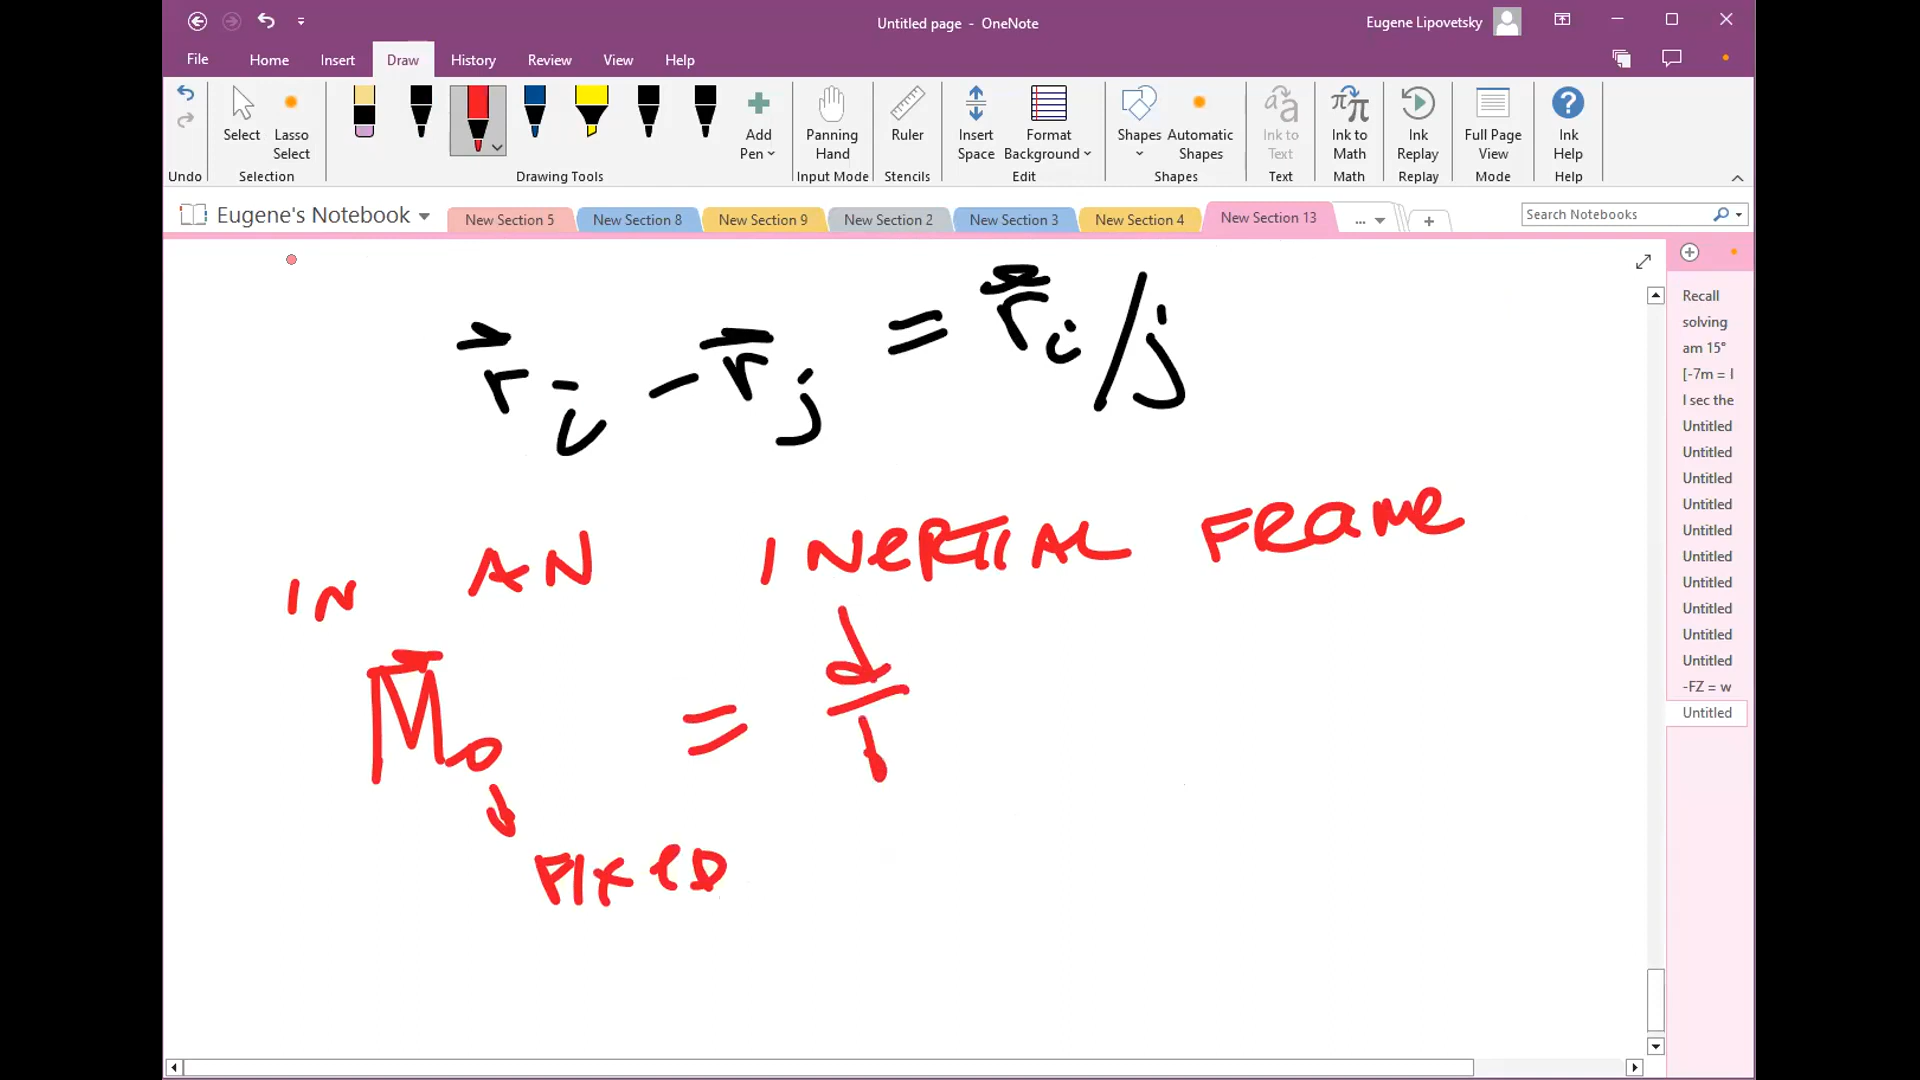 Untitled page - OneNote
Eugene Lipovetsky
File Home Insert Draw History Review View Help
Select
Lasso Select
Add Pen
Panning Hand
Ruler
Insert Space
Format Background
Shapes
Automatic Shapes
Ink to Text
Ink to Math
Ink Replay
Full Page View
Ink Help
Undo Selection Drawing Tools Input Mode Stencils Edit Shapes Text Math Replay Mode Help
Eugene's Notebook
New Section 5 New Section 8 New Section 9 New Section 2 New Section 3 New Section 4 New Section 13 ... +
Search Notebooks
r⃗ i - r⃗ j = r⃗ i/j
IN AN INERTIAL FRAME
M⃗o = d
FIXED
Recall
solving
am 15°
[-7m = I
I sec the
Untitled
Untitled
Untitled
Untitled
Untitled
Untitled
Untitled
Untitled
Untitled
Untitled
-FZ = w
Untitled